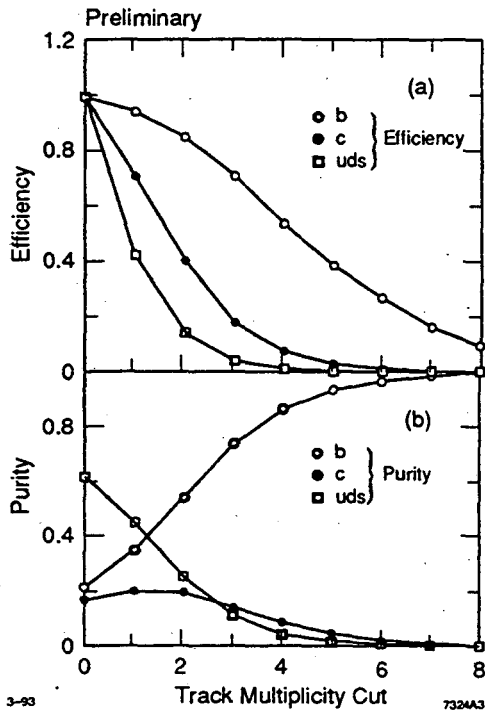 Preliminary
1.2
(a)
b
c
uds
Efficiency
0.8
0.4
0
Efficiency
(b)
b
c
uds
Purity
0.8
0.4
0
Purity
0 2 4 6 8
Track Multiplicity Cut
3–93
7324A3